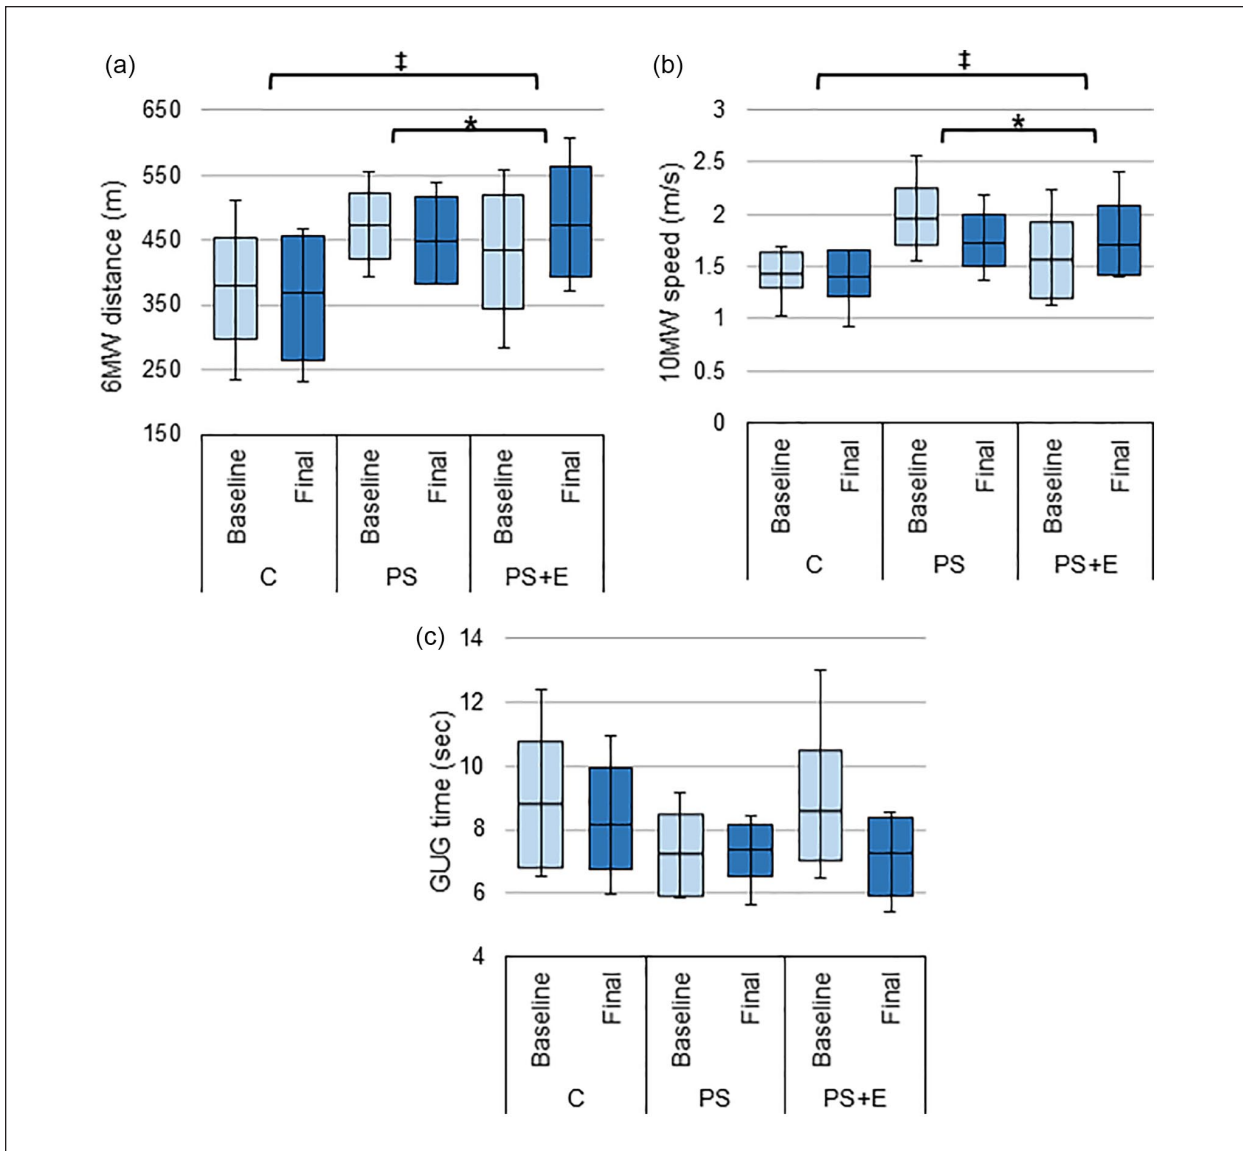 (a)
‡
*
650
550
450
350
250
150
6MW distance (m)
Baseline
Final
Baseline
Final
Baseline
Final
C PS PS+E
(b)
‡
*
3
2.5
2
1.5
1
0.5
0
10MW speed (m/s)
Baseline
Final
Baseline
Final
Baseline
Final
C PS PS+E
(c)
14
12
10
8
6
4
GUG time (sec)
Baseline
Final
Baseline
Final
Baseline
Final
C PS PS+E